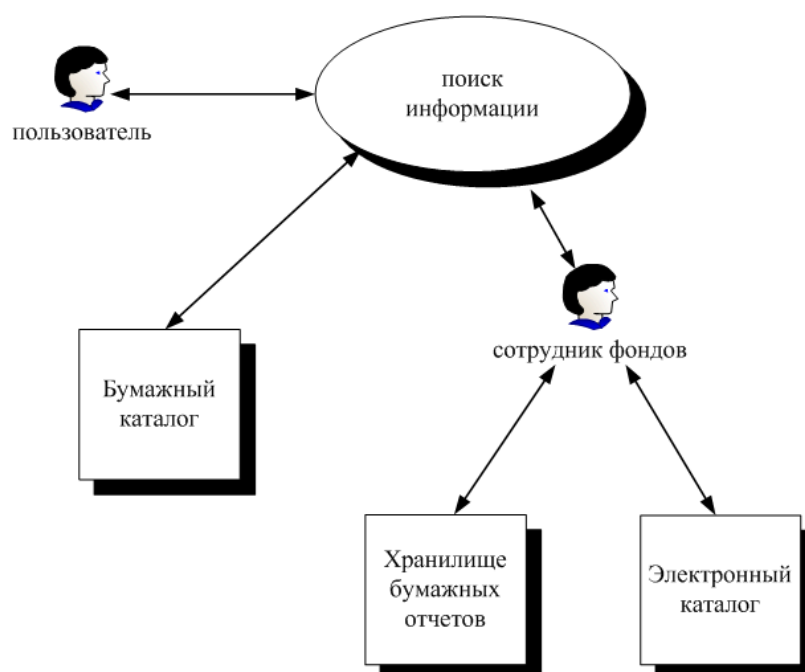 поиск
информации
пользователь
сотрудник фондов
Бумажный
каталог
Хранилище
бумажных
отчетов
Электронный
каталог